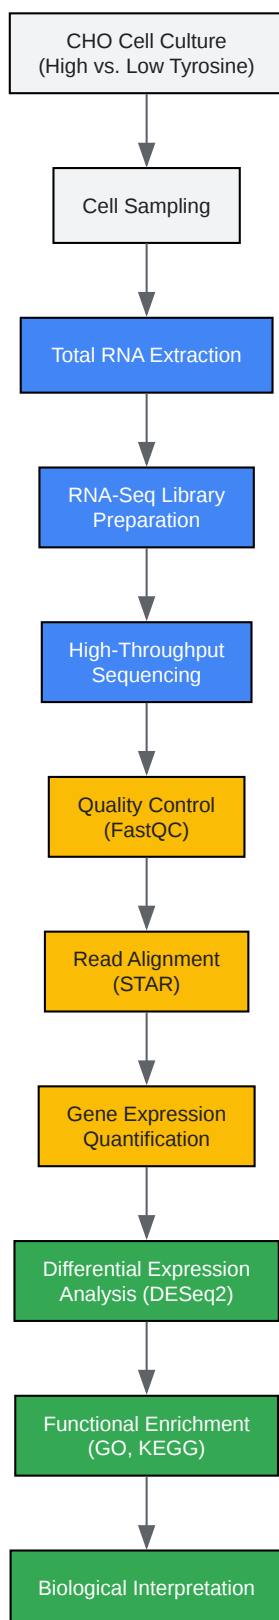 CHO Cell Culture
(High vs. Low Tyrosine)
Cell Sampling
Total RNA Extraction
RNA-Seq Library
Preparation
High-Throughput
Sequencing
Quality Control
(FastQC)
Read Alignment
(STAR)
Gene Expression
Quantification
Differential Expression
Analysis (DESeq2)
Functional Enrichment
(GO, KEGG)
Biological Interpretation